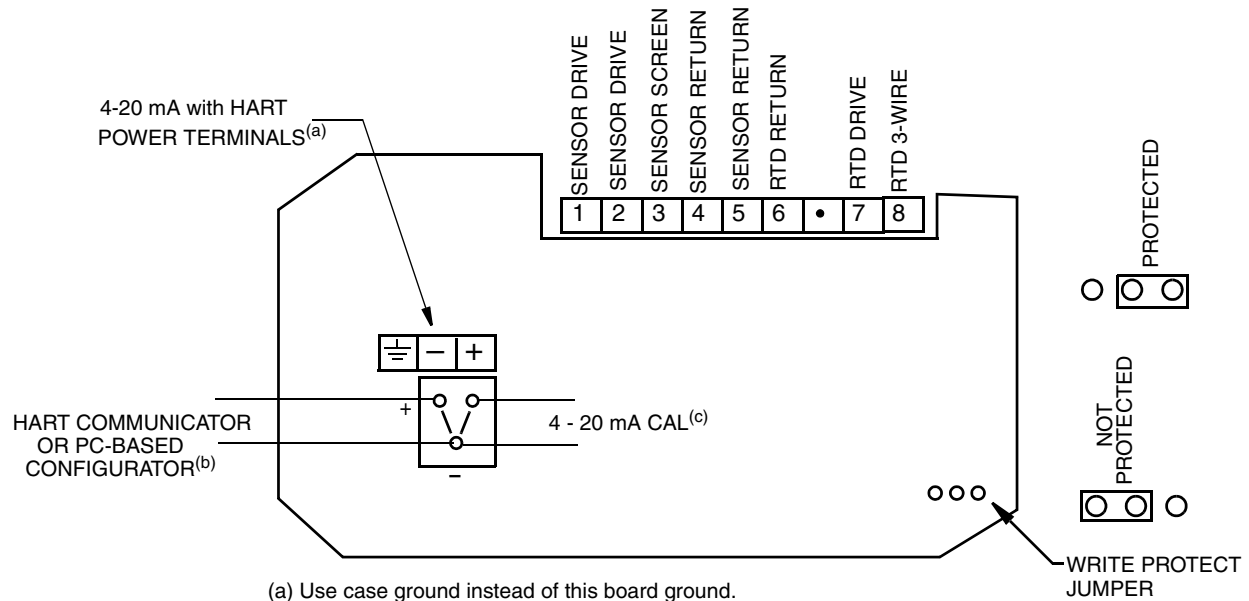 SENSOR DRIVE
SENSOR DRIVE
SENSOR SCREEN
SENSOR RETURN
SENSOR RETURN
RTD RETURN
RTD DRIVE
RTD 3-WIRE
1 2 3 4 5 6 • 7 8
4-20 mA with HART
POWER TERMINALS(a)
− +
HART COMMUNICATOR
OR PC-BASED
CONFIGURATOR(b)
+
−
4 - 20 mA CAL(c)
PROTECTED
NOT
PROTECTED
WRITE PROTECT
JUMPER
(a) Use case ground instead of this board ground.